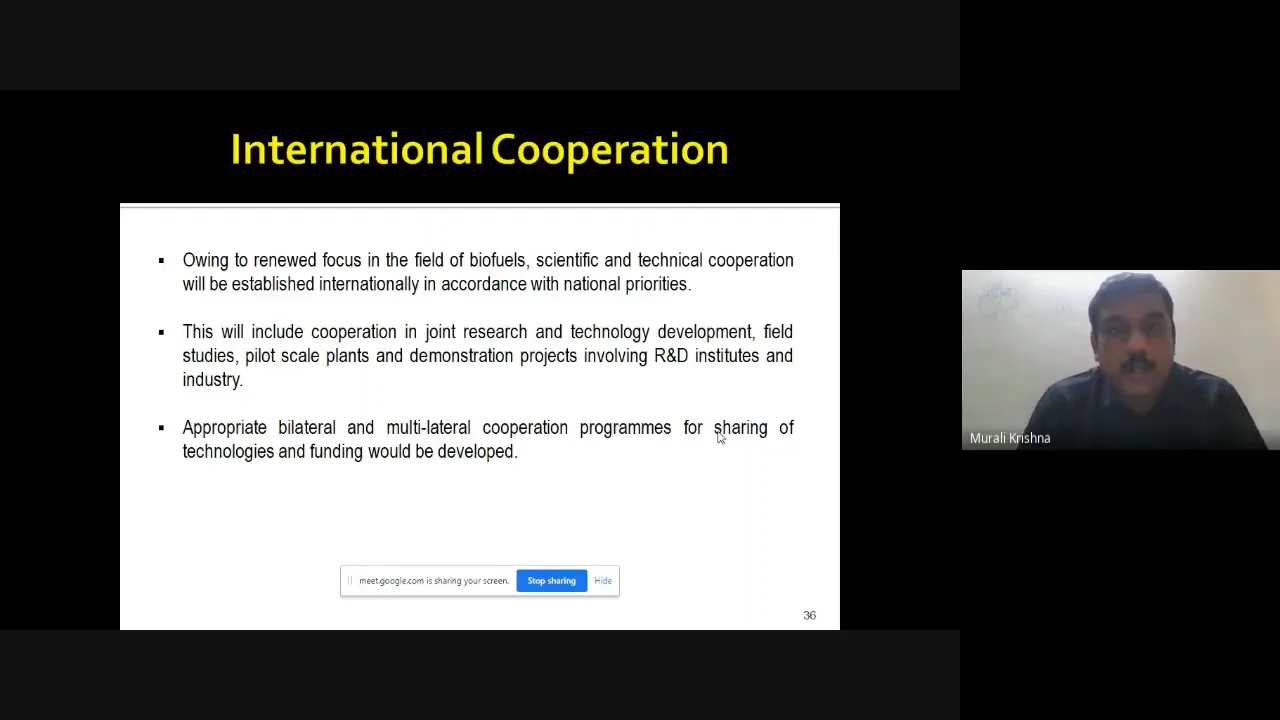 International Cooperation
▪ Owing to renewed focus in the field of biofuels, scientific and technical cooperation
will be established internationally in accordance with national priorities.
▪ This will include cooperation in joint research and technology development, field
studies, pilot scale plants and demonstration projects involving R&D institutes and
industry.
▪ Appropriate bilateral and multi-lateral cooperation programmes for sharing of
technologies and funding would be developed.
meet.google.com is sharing your screen. Stop sharing Hide
36
Murali Krishna